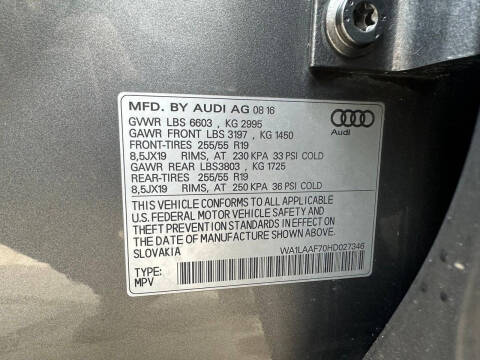 MFD. BY AUDI AG 08 16
GVWR LBS 6603 , KG 2995
GAWR FRONT LBS 3197 , KG 1450
FRONT-TIRES 255/55 R19
8,5JX19 RIMS, AT 230 KPA 33 PSI COLD
GAWR REAR LBS3803 , KG 1725
REAR-TIRES 255/55 R19
8,5JX19 RIMS, AT 250 KPA 36 PSI COLD
Audi
THIS VEHICLE CONFORMS TO ALL APPLICABLE
U.S. FEDERAL MOTOR VEHICLE SAFETY AND
THEFT PREVENTION STANDARDS IN EFFECT ON
THE DATE OF MANUFACTURE SHOWN ABOVE.
SLOVAKIA WA1LAAF70HD027346
TYPE:
MPV